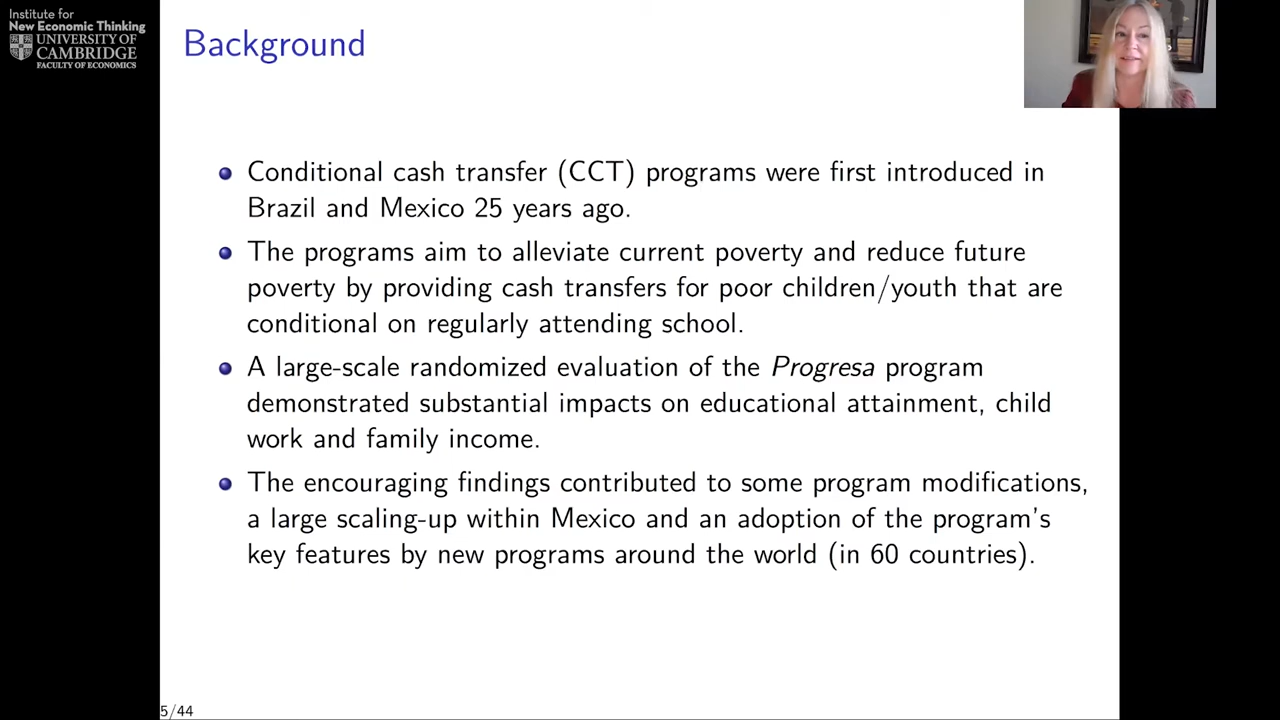 Institute for
New Economic Thinking
UNIVERSITY OF
CAMBRIDGE
FACULTY OF ECONOMICS
Background
Conditional cash transfer (CCT) programs were first introduced in
Brazil and Mexico 25 years ago.
The programs aim to alleviate current poverty and reduce future
poverty by providing cash transfers for poor children/youth that are
conditional on regularly attending school.
A large-scale randomized evaluation of the Progresa program
demonstrated substantial impacts on educational attainment, child
work and family income.
The encouraging findings contributed to some program modifications,
a large scaling-up within Mexico and an adoption of the program's
key features by new programs around the world (in 60 countries).
5/44